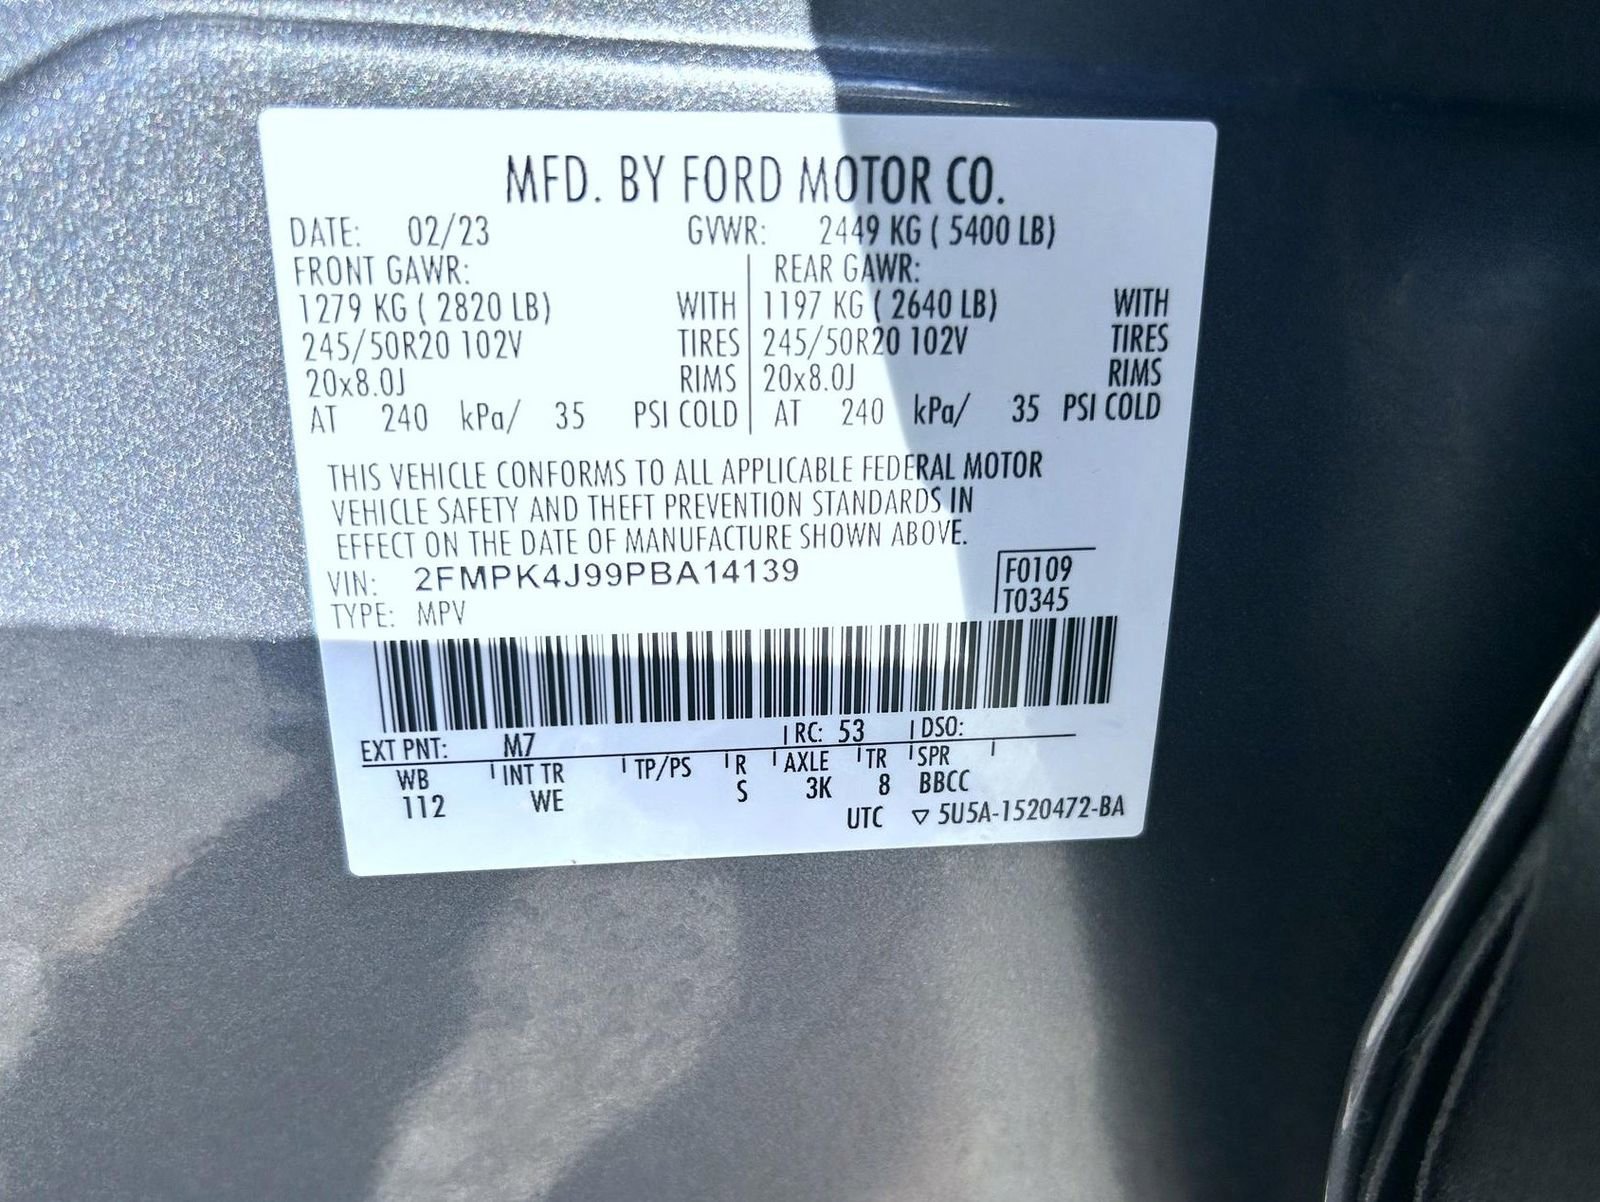 MFD. BY FORD MOTOR CO.
DATE: 02/23 GVWR: 2449 KG ( 5400 LB)
FRONT GAWR: REAR GAWR:
1279 KG ( 2820 LB) WITH 1197 KG ( 2640 LB) WITH
245/50R20 102V TIRES 245/50R20 102V TIRES
20x8.0J RIMS 20x8.0J RIMS
AT 240 kPa/ 35 PSI COLD AT 240 kPa/ 35 PSI COLD
THIS VEHICLE CONFORMS TO ALL APPLICABLE FEDERAL MOTOR
VEHICLE SAFETY AND THEFT PREVENTION STANDARDS IN
EFFECT ON THE DATE OF MANUFACTURE SHOWN ABOVE.
VIN: 2FMPK4J99PBA14139 F0109
TYPE: MPV T0345
EXT PNT: M7 RC: 53 DSO:
WB INT TR TP/PS R AXLE TR SPR
112 WE S 3K 8 BBCC
UTC ▽ 5U5A-1520472-BA